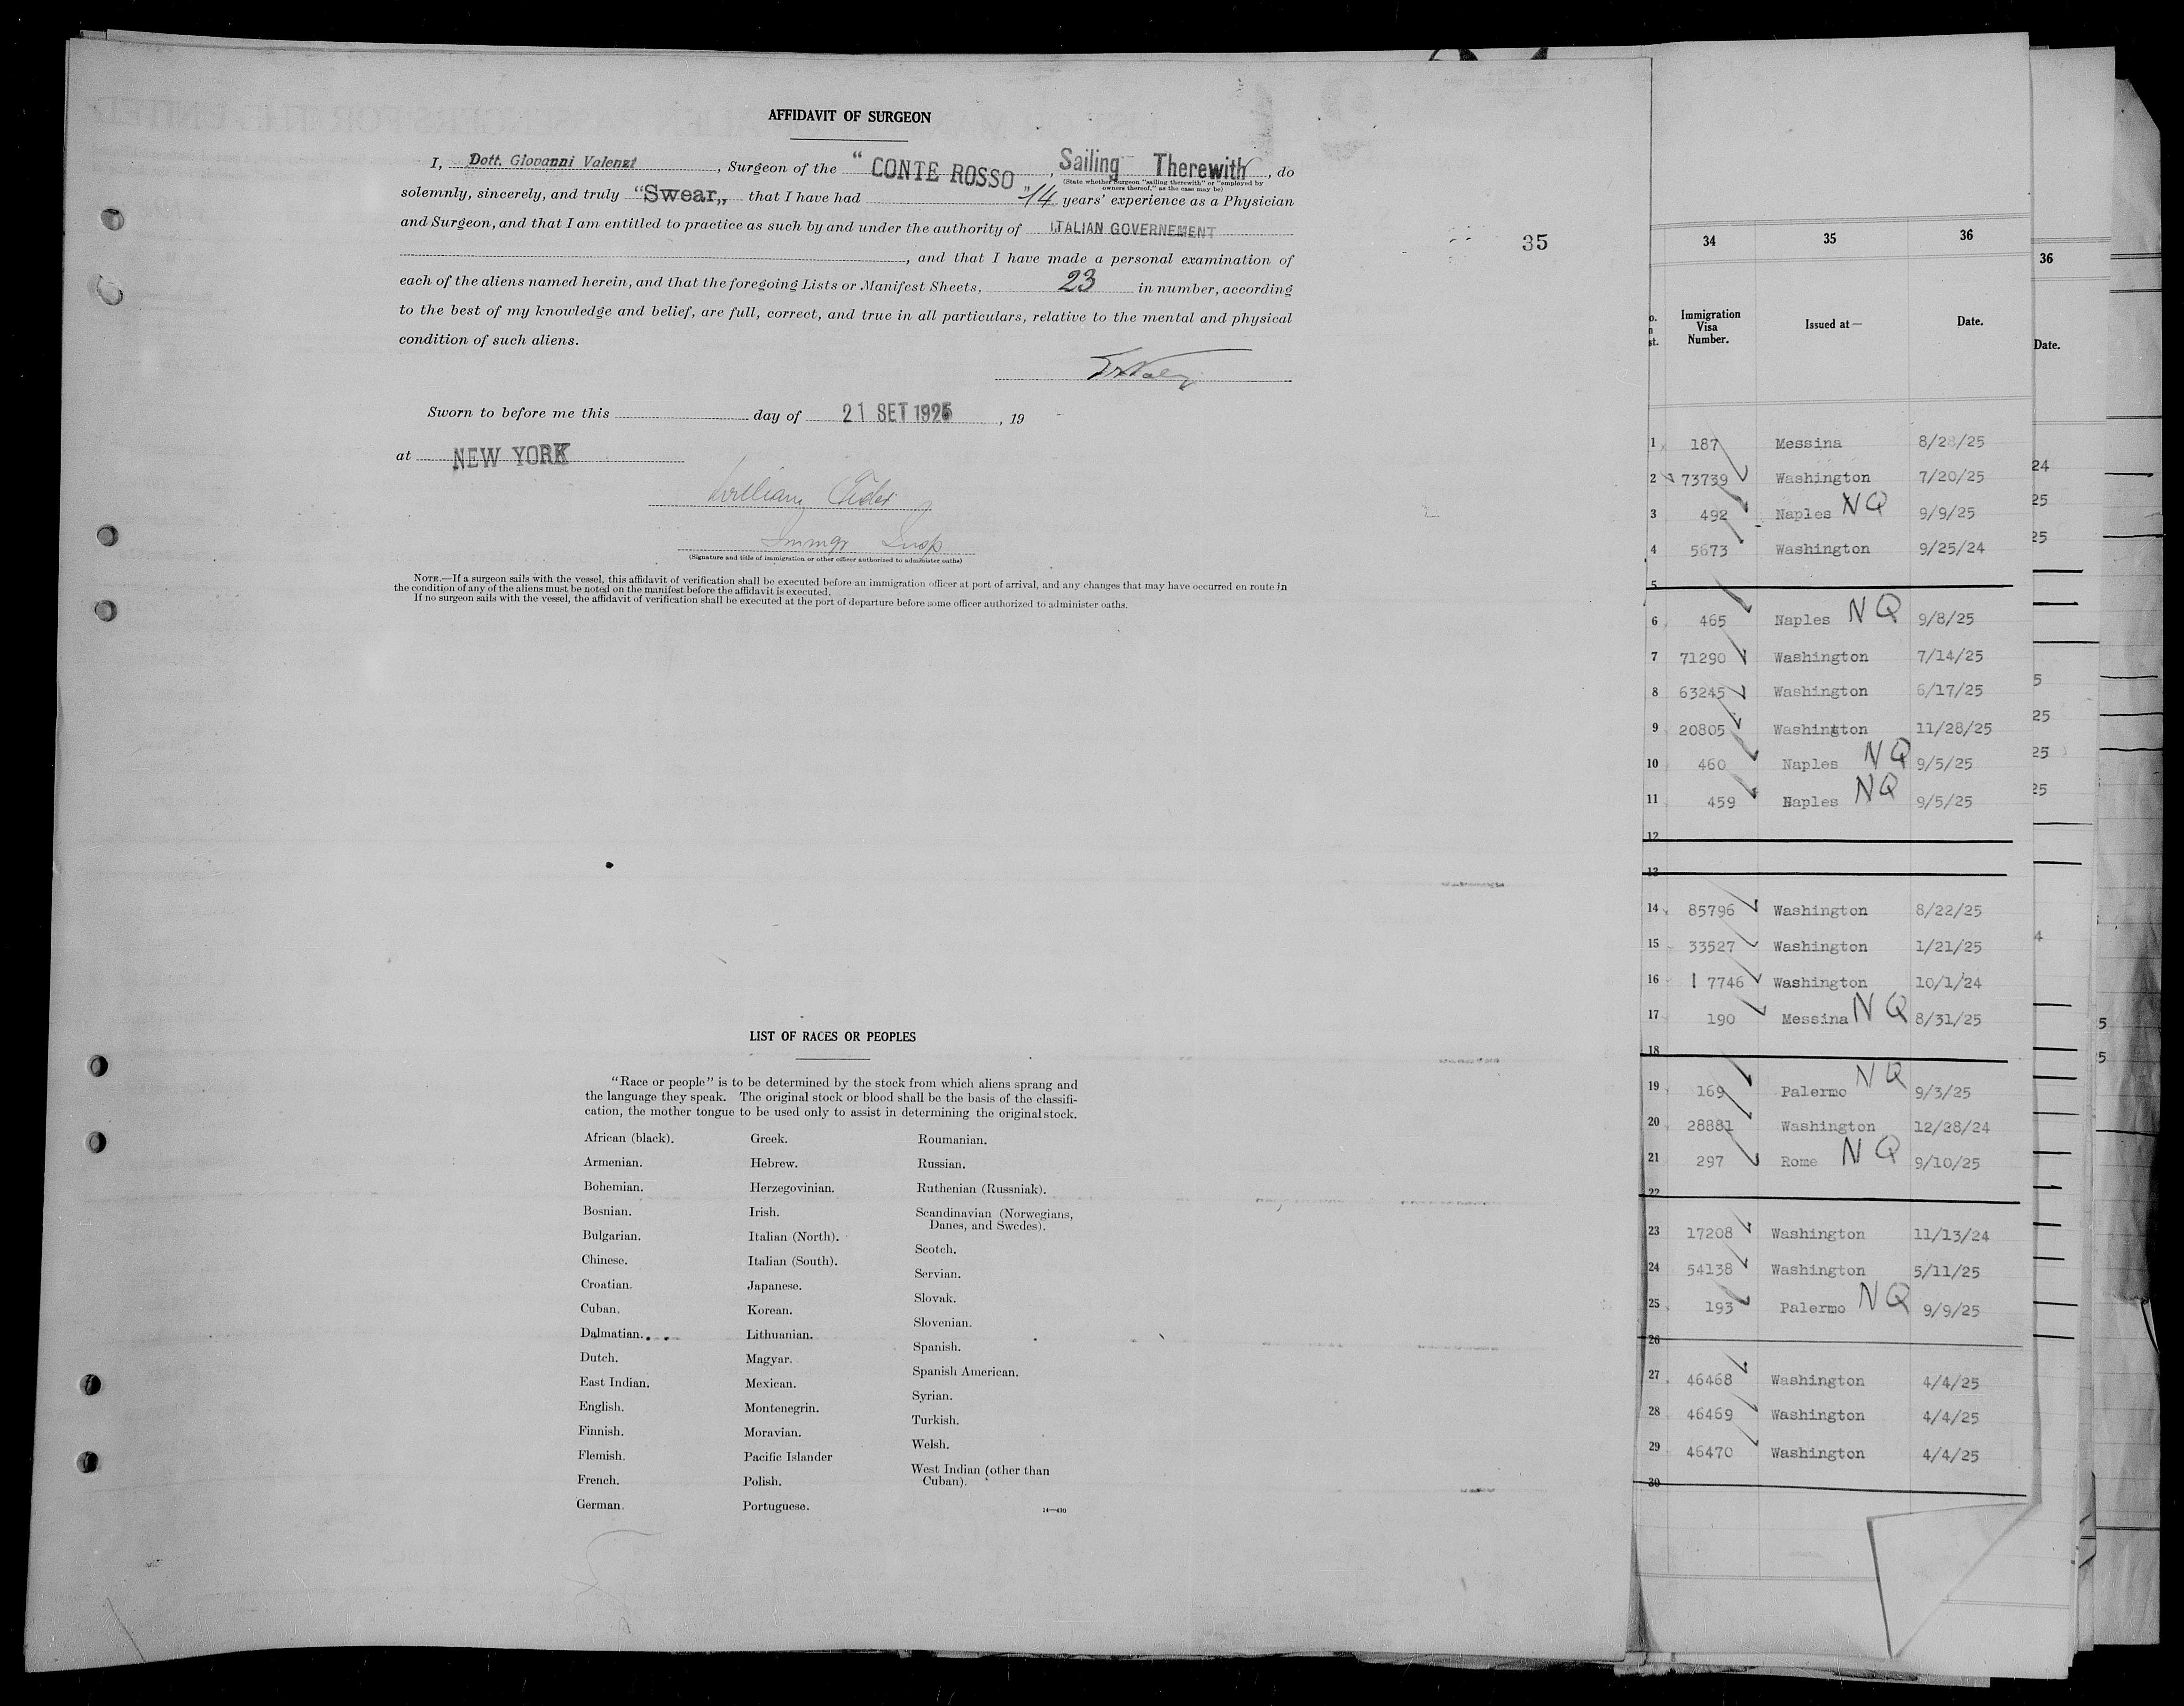 AFFIDAVIT OF SURGEON
I, Dott. Giovanni Valenzi, Surgeon of the "CONTE ROSSO", Sailing Therewith, do
(State whether Surgeon "sailing therewith" or "employed by owners thereof," as the case may be)
solemnly, sincerely, and truly "Swear„ that I have had 14 years' experience as a Physician
and Surgeon, and that I am entitled to practice as such by and under the authority of ITALIAN GOVERNEMENT
, and that I have made a personal examination of
each of the aliens named herein, and that the foregoing Lists or Manifest Sheets, 23 in number, according
to the best of my knowledge and belief, are full, correct, and true in all particulars, relative to the mental and physical
condition of such aliens.
Sworn to before me this day of 21 SET 1925, 19
at NEW YORK
William
Immgr Insp
(Signature and title of immigration or other officer authorized to administer oaths)
NOTE.—If a surgeon sails with the vessel, this affidavit of verification shall be executed before an immigration officer at port of arrival, and any changes that may have occurred en route in
the condition of any of the aliens must be noted on the manifest before the affidavit is executed.
If no surgeon sails with the vessel, the affidavit of verification shall be executed at the port of departure before some officer authorized to administer oaths.
35
LIST OF RACES OR PEOPLES
"Race or people" is to be determined by the stock from which aliens sprang and
the language they speak. The original stock or blood shall be the basis of the classifi-
cation, the mother tongue to be used only to assist in determining the original stock.
African (black).
Armenian.
Bohemian.
Bosnian.
Bulgarian.
Chinese.
Croatian.
Cuban.
Dalmatian.
Dutch.
East Indian.
English.
Finnish.
Flemish.
French.
German.
Greek.
Hebrew.
Herzegovinian.
Irish.
Italian (North).
Italian (South).
Japanese.
Korean.
Lithuanian.
Magyar.
Mexican.
Montenegrin.
Moravian.
Pacific Islander
Polish.
Portuguese.
Roumanian.
Russian.
Ruthenian (Russniak).
Scandinavian (Norwegians,
Danes, and Swedes).
Scotch.
Servian.
Slovak.
Slovenian.
Spanish.
Spanish American.
Syrian.
Turkish.
Welsh.
West Indian (other than
Cuban).
14—430
34 35 36
Immigration Visa Number. Issued at— Date.
1 187 Messina 8/28/25
2 73739 Washington 7/20/25
3 492 Naples NQ 9/9/25
4 5673 Washington 9/25/24
5
6 465 Naples NQ 9/8/25
7 71290 Washington 7/14/25
8 63245 Washington 6/17/25
9 20805 Washintton 11/28/25
10 460 Naples NQ 9/5/25
11 459 Naples NQ 9/5/25
12
13
14 85796 Washington 8/22/25
15 33527 Washington 1/21/25
16 17746 Washington 10/1/24
17 190 Messina NQ 8/31/25
18
19 169 Palermo NQ 9/3/25
20 28881 Washington 12/28/24
21 297 Rome NQ 9/10/25
22
23 17208 Washington 11/13/24
24 54138 Washington 5/11/25
25 193 Palermo NQ 9/9/25
26
27 46468 Washington 4/4/25
28 46469 Washington 4/4/25
29 46470 Washington 4/4/25
30
36
Date.
24
25
25
5
25
25
25
4
5
5